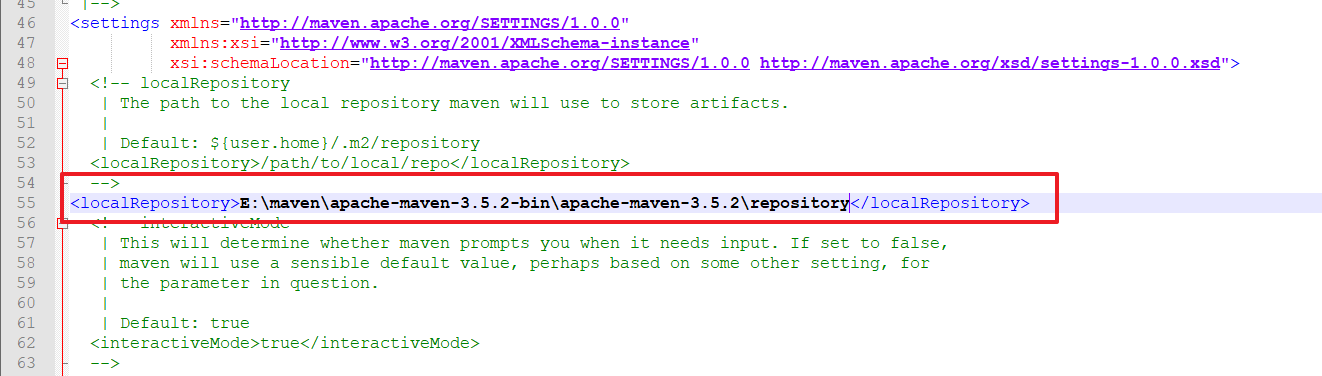 45 |-->
46 <settings xmlns="http://maven.apache.org/SETTINGS/1.0.0"
47 xmlns:xsi="http://www.w3.org/2001/XMLSchema-instance"
48 xsi:schemaLocation="http://maven.apache.org/SETTINGS/1.0.0 http://maven.apache.org/xsd/settings-1.0.0.xsd">
49 <!-- localRepository
50 | The path to the local repository maven will use to store artifacts.
51 |
52 | Default: ${user.home}/.m2/repository
53 <localRepository>/path/to/local/repo</localRepository>
54 -->
55 <localRepository>E:\maven\apache-maven-3.5.2-bin\apache-maven-3.5.2\repository</localRepository>
56 <!-- interactiveMode
57 | This will determine whether maven prompts you when it needs input. If set to false,
58 | maven will use a sensible default value, perhaps based on some other setting, for
59 | the parameter in question.
60 |
61 | Default: true
62 <interactiveMode>true</interactiveMode>
63 -->